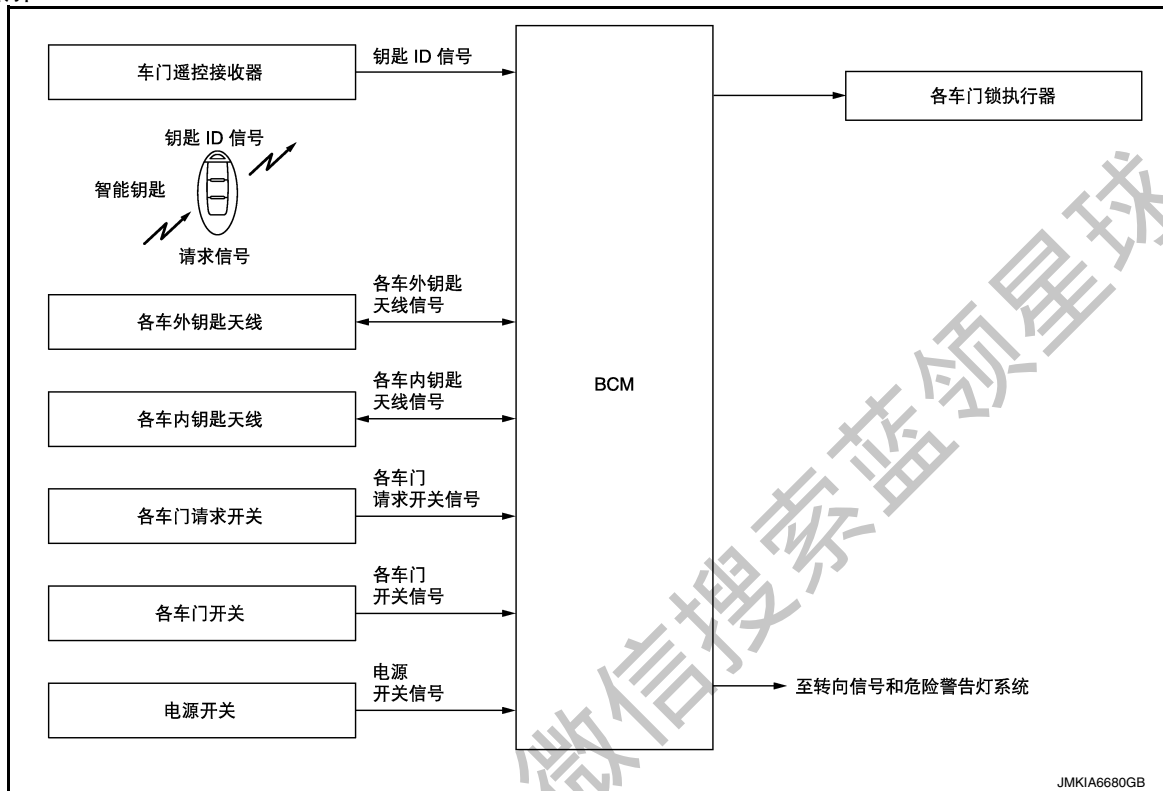 车门遥控接收器
钥匙 ID 信号
各车门锁执行器
钥匙 ID 信号
智能钥匙
请求信号
各车外钥匙
天线信号
各车外钥匙天线
BCM
各车内钥匙
天线信号
各车内钥匙天线
各车门
请求开关信号
各车门请求开关
各车门
开关信号
各车门开关
电源
开关信号
电源开关
至转向信号和危险警告灯系统
微信搜索蓝领星球
JMKIA6680GB